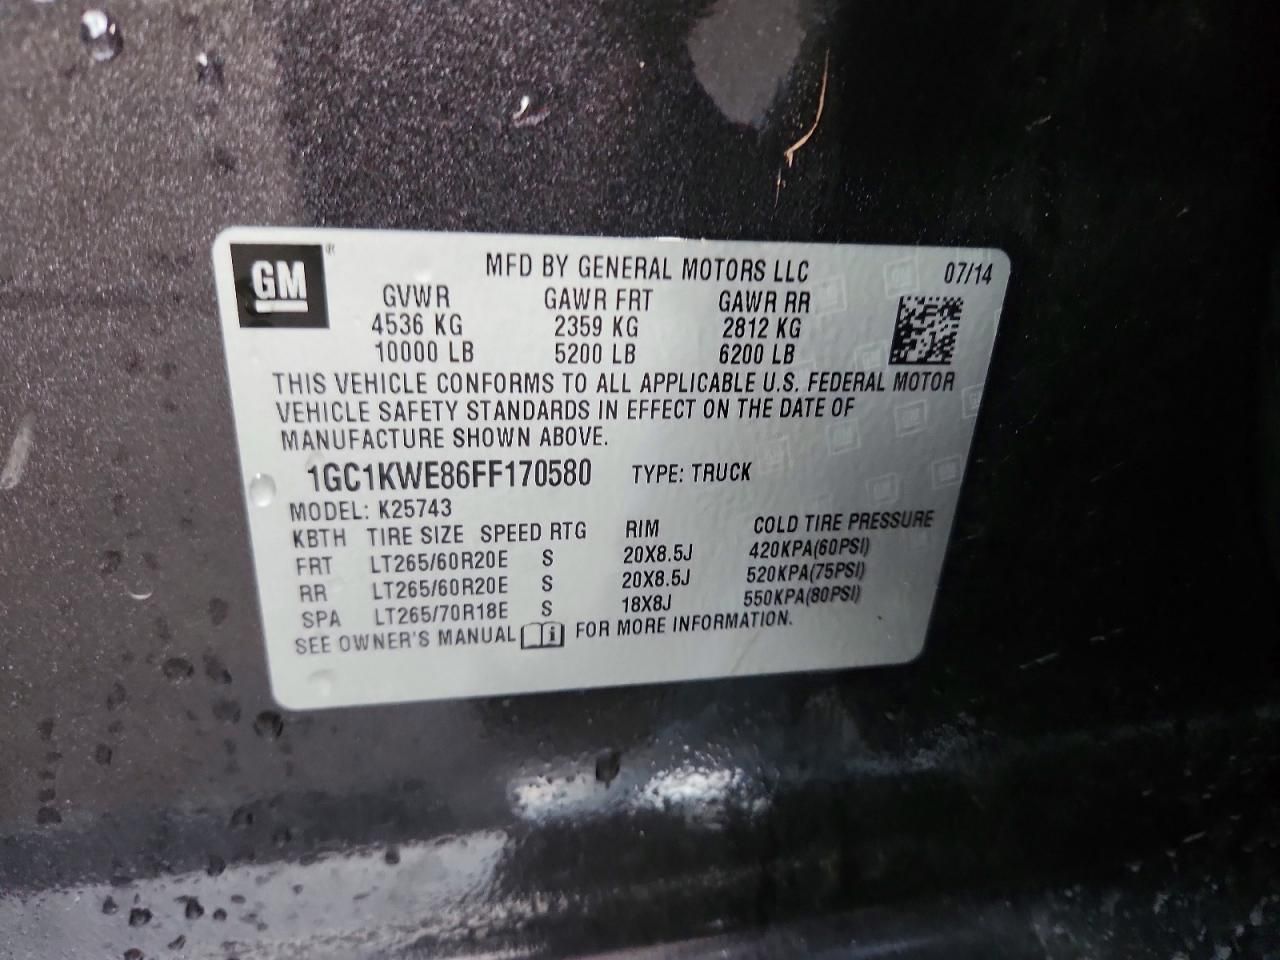 GM ®
MFD BY GENERAL MOTORS LLC 07/14
GVWR GAWR FRT GAWR RR
4536 KG 2359 KG 2812 KG
10000 LB 5200 LB 6200 LB
THIS VEHICLE CONFORMS TO ALL APPLICABLE U.S. FEDERAL MOTOR
VEHICLE SAFETY STANDARDS IN EFFECT ON THE DATE OF
MANUFACTURE SHOWN ABOVE.
1GC1KWE86FF170580 TYPE: TRUCK
MODEL: K25743
KBTH TIRE SIZE SPEED RTG RIM COLD TIRE PRESSURE
FRT LT265/60R20E S 20X8.5J 420KPA(60PSI)
RR LT265/60R20E S 20X8.5J 520KPA(75PSI)
SPA LT265/70R18E S 18X8J 550KPA(80PSI)
SEE OWNER'S MANUAL i FOR MORE INFORMATION.